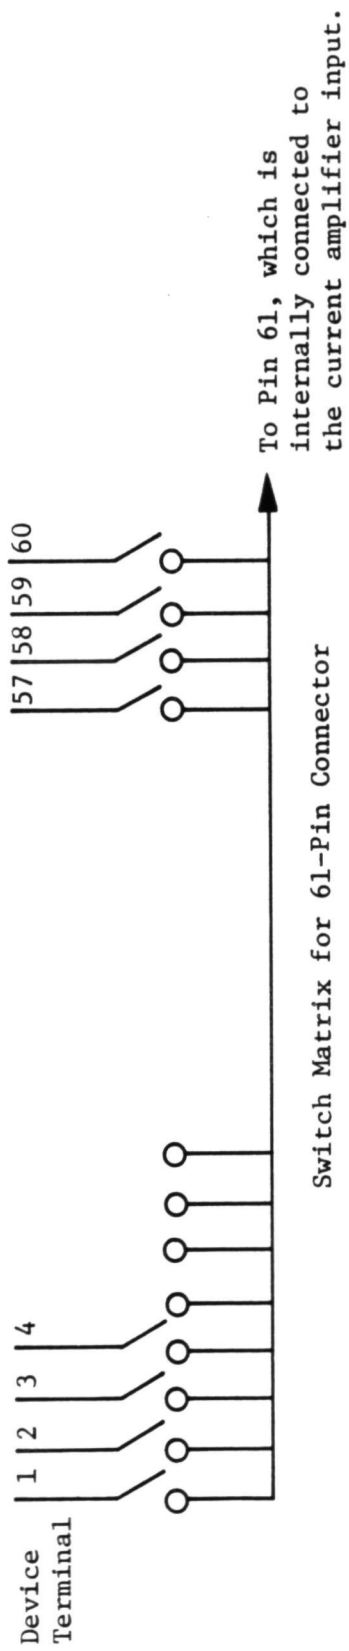 Device
Terminal
1 2 3 4 57 58 59 60
To Pin 61, which is
internally connected to
the current amplifier input.
Switch Matrix for 61-Pin Connector